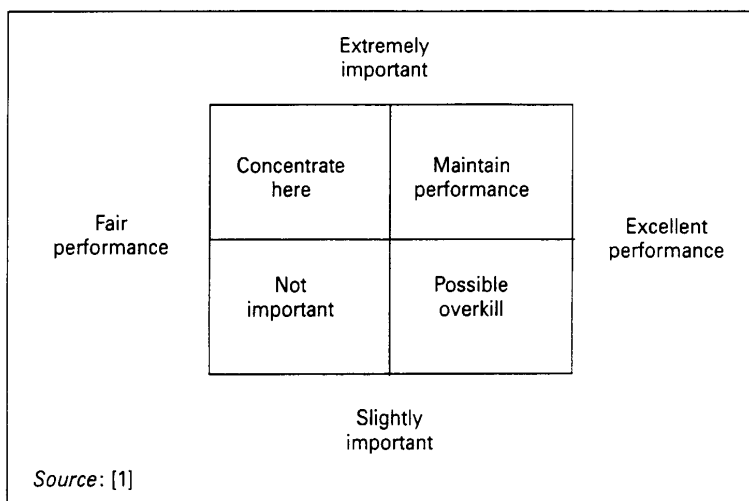 Extremely
important
Concentrate
here
Maintain
performance
Fair
performance
Excellent
performance
Not
important
Possible
overkill
Slightly
important
Source: [1]